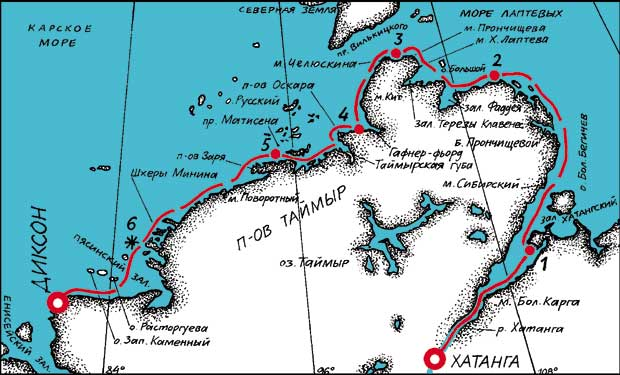 СЕВЕРНАЯ ЗЕМЛЯ
МОРЕ ЛАПТЕВЫХ
КАРСКОЕ
МОРЕ
пр. Вилькицкого
м. Прончищева
м. Х. Лаптева
3
м. Челюскина
Большой
2
п-ов Оскара
о. Русский
м. Кит
зал. Фаддея
пр. Матисена
4
зал. Терезы Клавене
Б. Прончищевой
5
Гафнер-фьорд
Таймырская губа
п-ов Заря
о. Бол. Бегичев
Шхеры Минина
м. Сибирский
м. Поворотный
зал. Хатангский
6
п-ов ТАЙМЫР
пясинский зал.
1
оз. Таймыр
ДИКСОН
м. Бол. Карга
о. Расторгуева
р. Хатанга
о. Зап. Каменный
ЕНИСЕЙСКИЙ ЗАЛ.
ХАТАНГА
84°
96°
108°